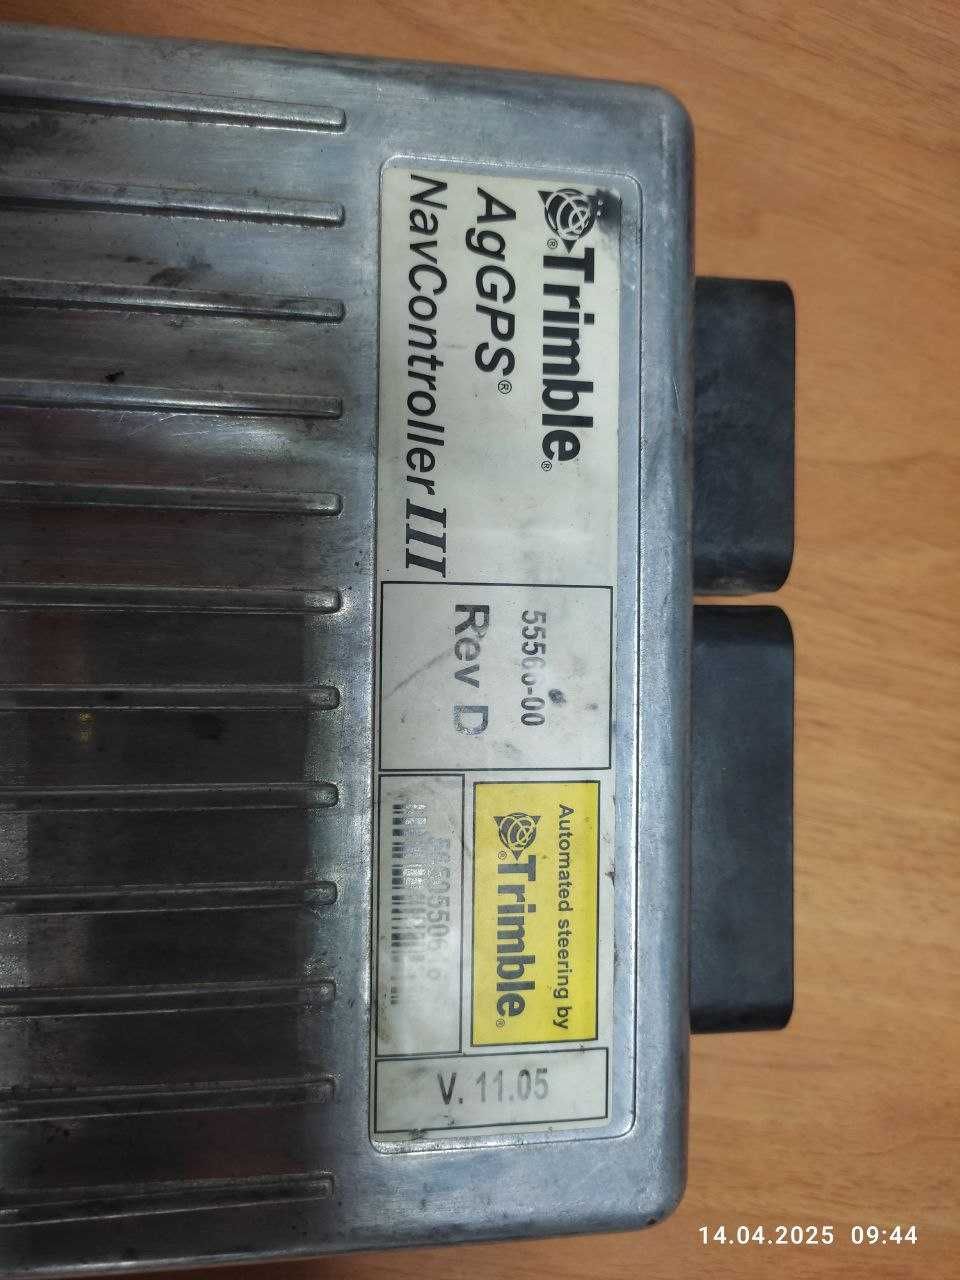 Trimble®
AgGPS®
NavController III
Rev D
Automated steering by
Trimble®
V. 11.05
14.04.2025 09:44